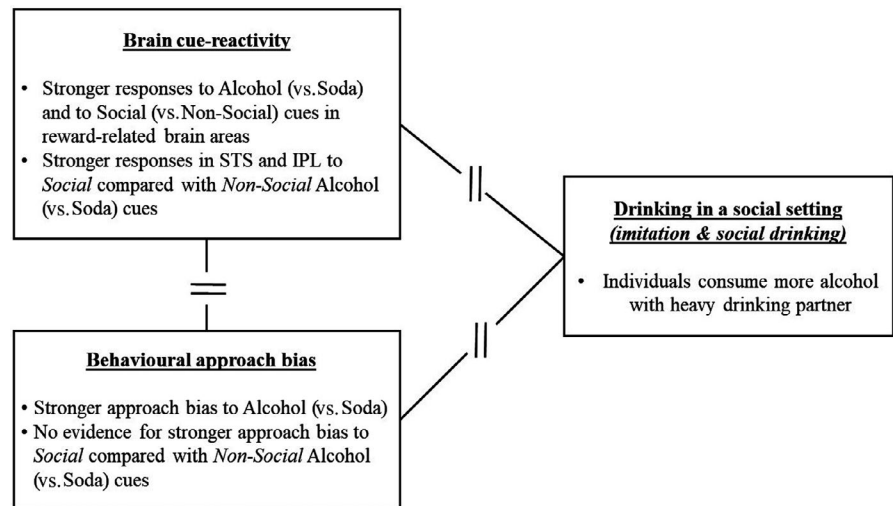 Brain cue-reactivity
• Stronger responses to Alcohol (vs.Soda)
and to Social (vs.Non-Social) cues in
reward-related brain areas
• Stronger responses in STS and IPL to
Social compared with Non-Social Alcohol
(vs.Soda) cues
Drinking in a social setting
(imitation & social drinking)
• Individuals consume more alcohol
with heavy drinking partner
Behavioural approach bias
• Stronger approach bias to Alcohol (vs.Soda)
• No evidence for stronger approach bias to
Social compared with Non-Social Alcohol
(vs.Soda) cues